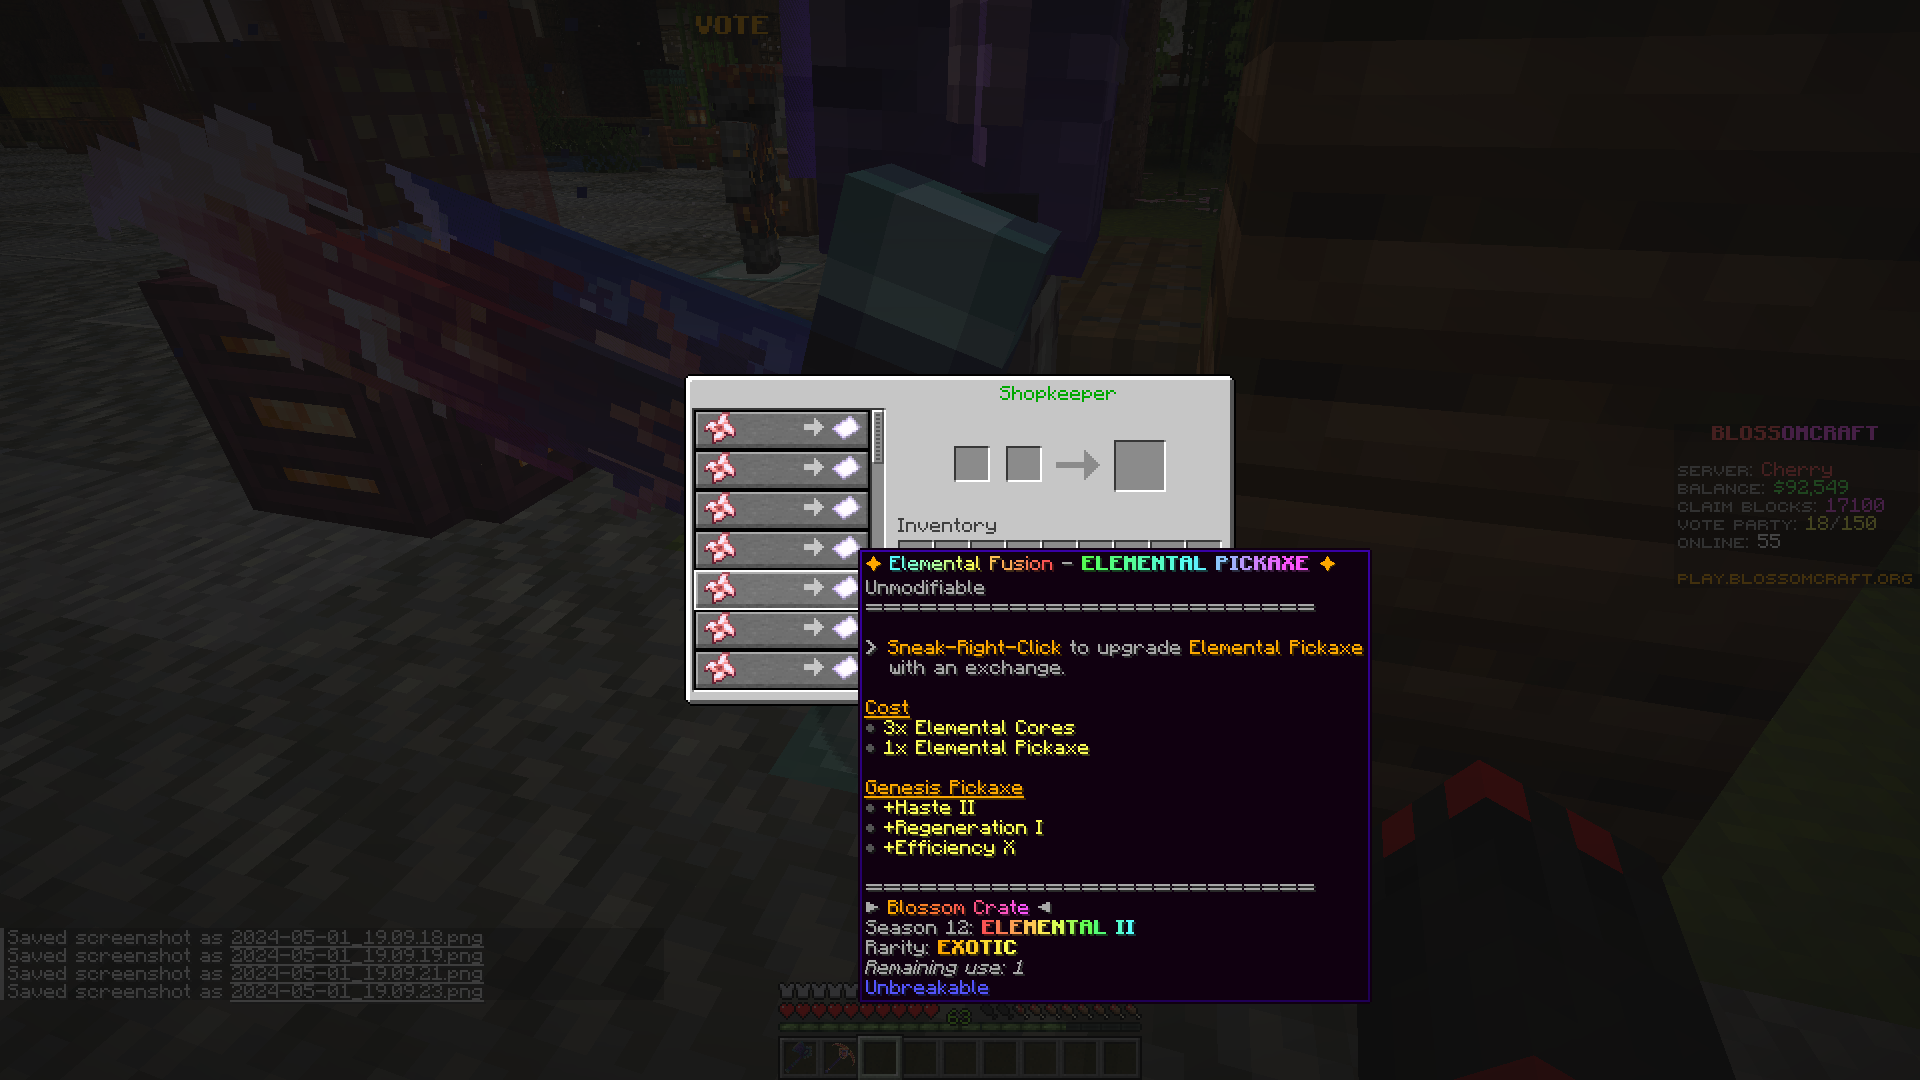 VOTE
Shopkeeper
Inventory
✦ Elemental Fusion - ELEMENTAL PICKAXE ✦
Unmodifiable
================================
> Sneak-Right-Click to upgrade Elemental Pickaxe
with an exchange.
Cost
• 3x Elemental Cores
• 1x Elemental Pickaxe
Genesis Pickaxe
• +Haste II
• +Regeneration I
• +Efficiency X
================================
► Blossom Crate ◄
Season 12: ELEMENTAL II
Rarity: EXOTIC
Remaining use: 1
Unbreakable
BLOSSOMCRAFT
SERVER: Cherry
BALANCE: $92,549
CLAIM BLOCKS: 17100
VOTE PARTY: 18/150
ONLINE: 55
PLAY.BLOSSOMCRAFT.ORG
Saved screenshot as 2024-05-01_19.09.18.png
Saved screenshot as 2024-05-01_19.09.19.png
Saved screenshot as 2024-05-01_19.09.21.png
Saved screenshot as 2024-05-01_19.09.23.png
63